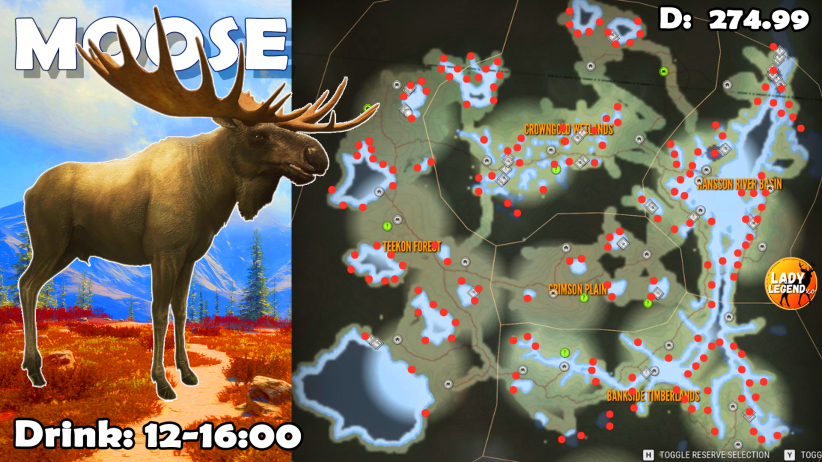 MOOSE
D: 274.99
CROWNGOLD WETLANDS
HANSSON RIVER BASIN
TEEKON FOREST
CRIMSON PLAIN
LADY
LEGEND
BANKSIDE TIMBERLANDS
Drink: 12-16:00
H TOGGLE RESERVE SELECTION Y TOGG